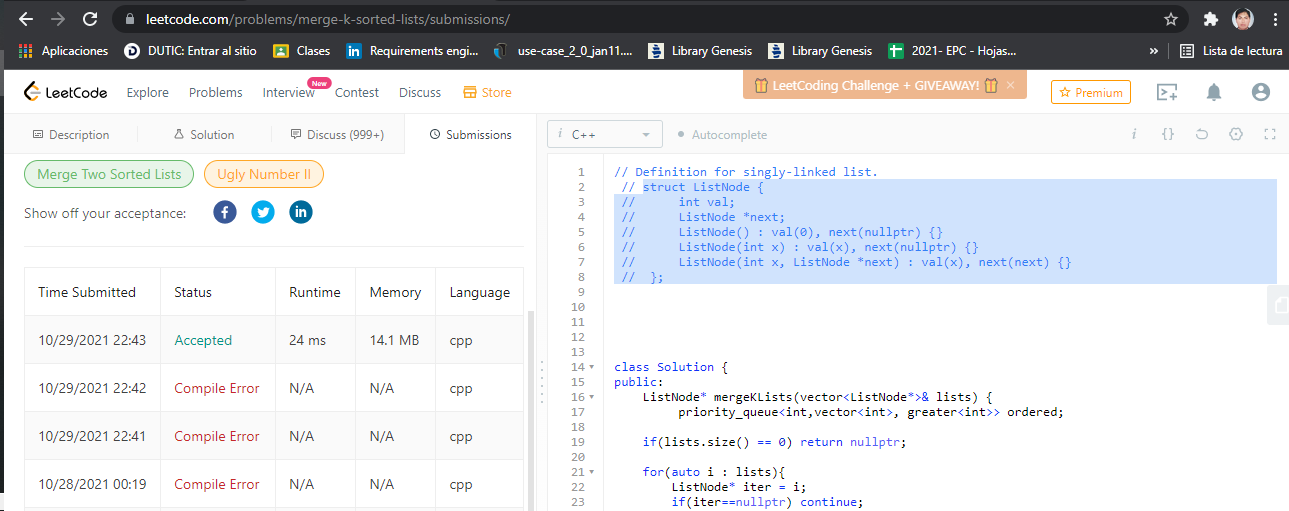 leetcode.com/problems/merge-k-sorted-lists/submissions/
Aplicaciones DUTIC: Entrar al sitio Clases Requirements engi... use-case_2_0_jan11.... Library Genesis Library Genesis 2021- EPC - Hojas... » Lista de lectura
LeetCode Explore Problems Interview New Contest Discuss Store LeetCoding Challenge + GIVEAWAY! × Premium
Description Solution Discuss (999+) Submissions
i C++ Autocomplete i {}
Merge Two Sorted Lists Ugly Number II
Show off your acceptance:
Time Submitted Status Runtime Memory Language
10/29/2021 22:43 Accepted 24 ms 14.1 MB cpp
10/29/2021 22:42 Compile Error N/A N/A cpp
10/29/2021 22:41 Compile Error N/A N/A cpp
10/28/2021 00:19 Compile Error N/A N/A cpp
1 // Definition for singly-linked list.
2 // struct ListNode {
3 // int val;
4 // ListNode *next;
5 // ListNode() : val(0), next(nullptr) {}
6 // ListNode(int x) : val(x), next(nullptr) {}
7 // ListNode(int x, ListNode *next) : val(x), next(next) {}
8 // };
9
10
11
12
13
14 class Solution {
15 public:
16 ListNode* mergeKLists(vector<ListNode*>& lists) {
17 priority_queue<int,vector<int>, greater<int>> ordered;
18
19 if(lists.size() == 0) return nullptr;
20
21 for(auto i : lists){
22 ListNode* iter = i;
23 if(iter==nullptr) continue;